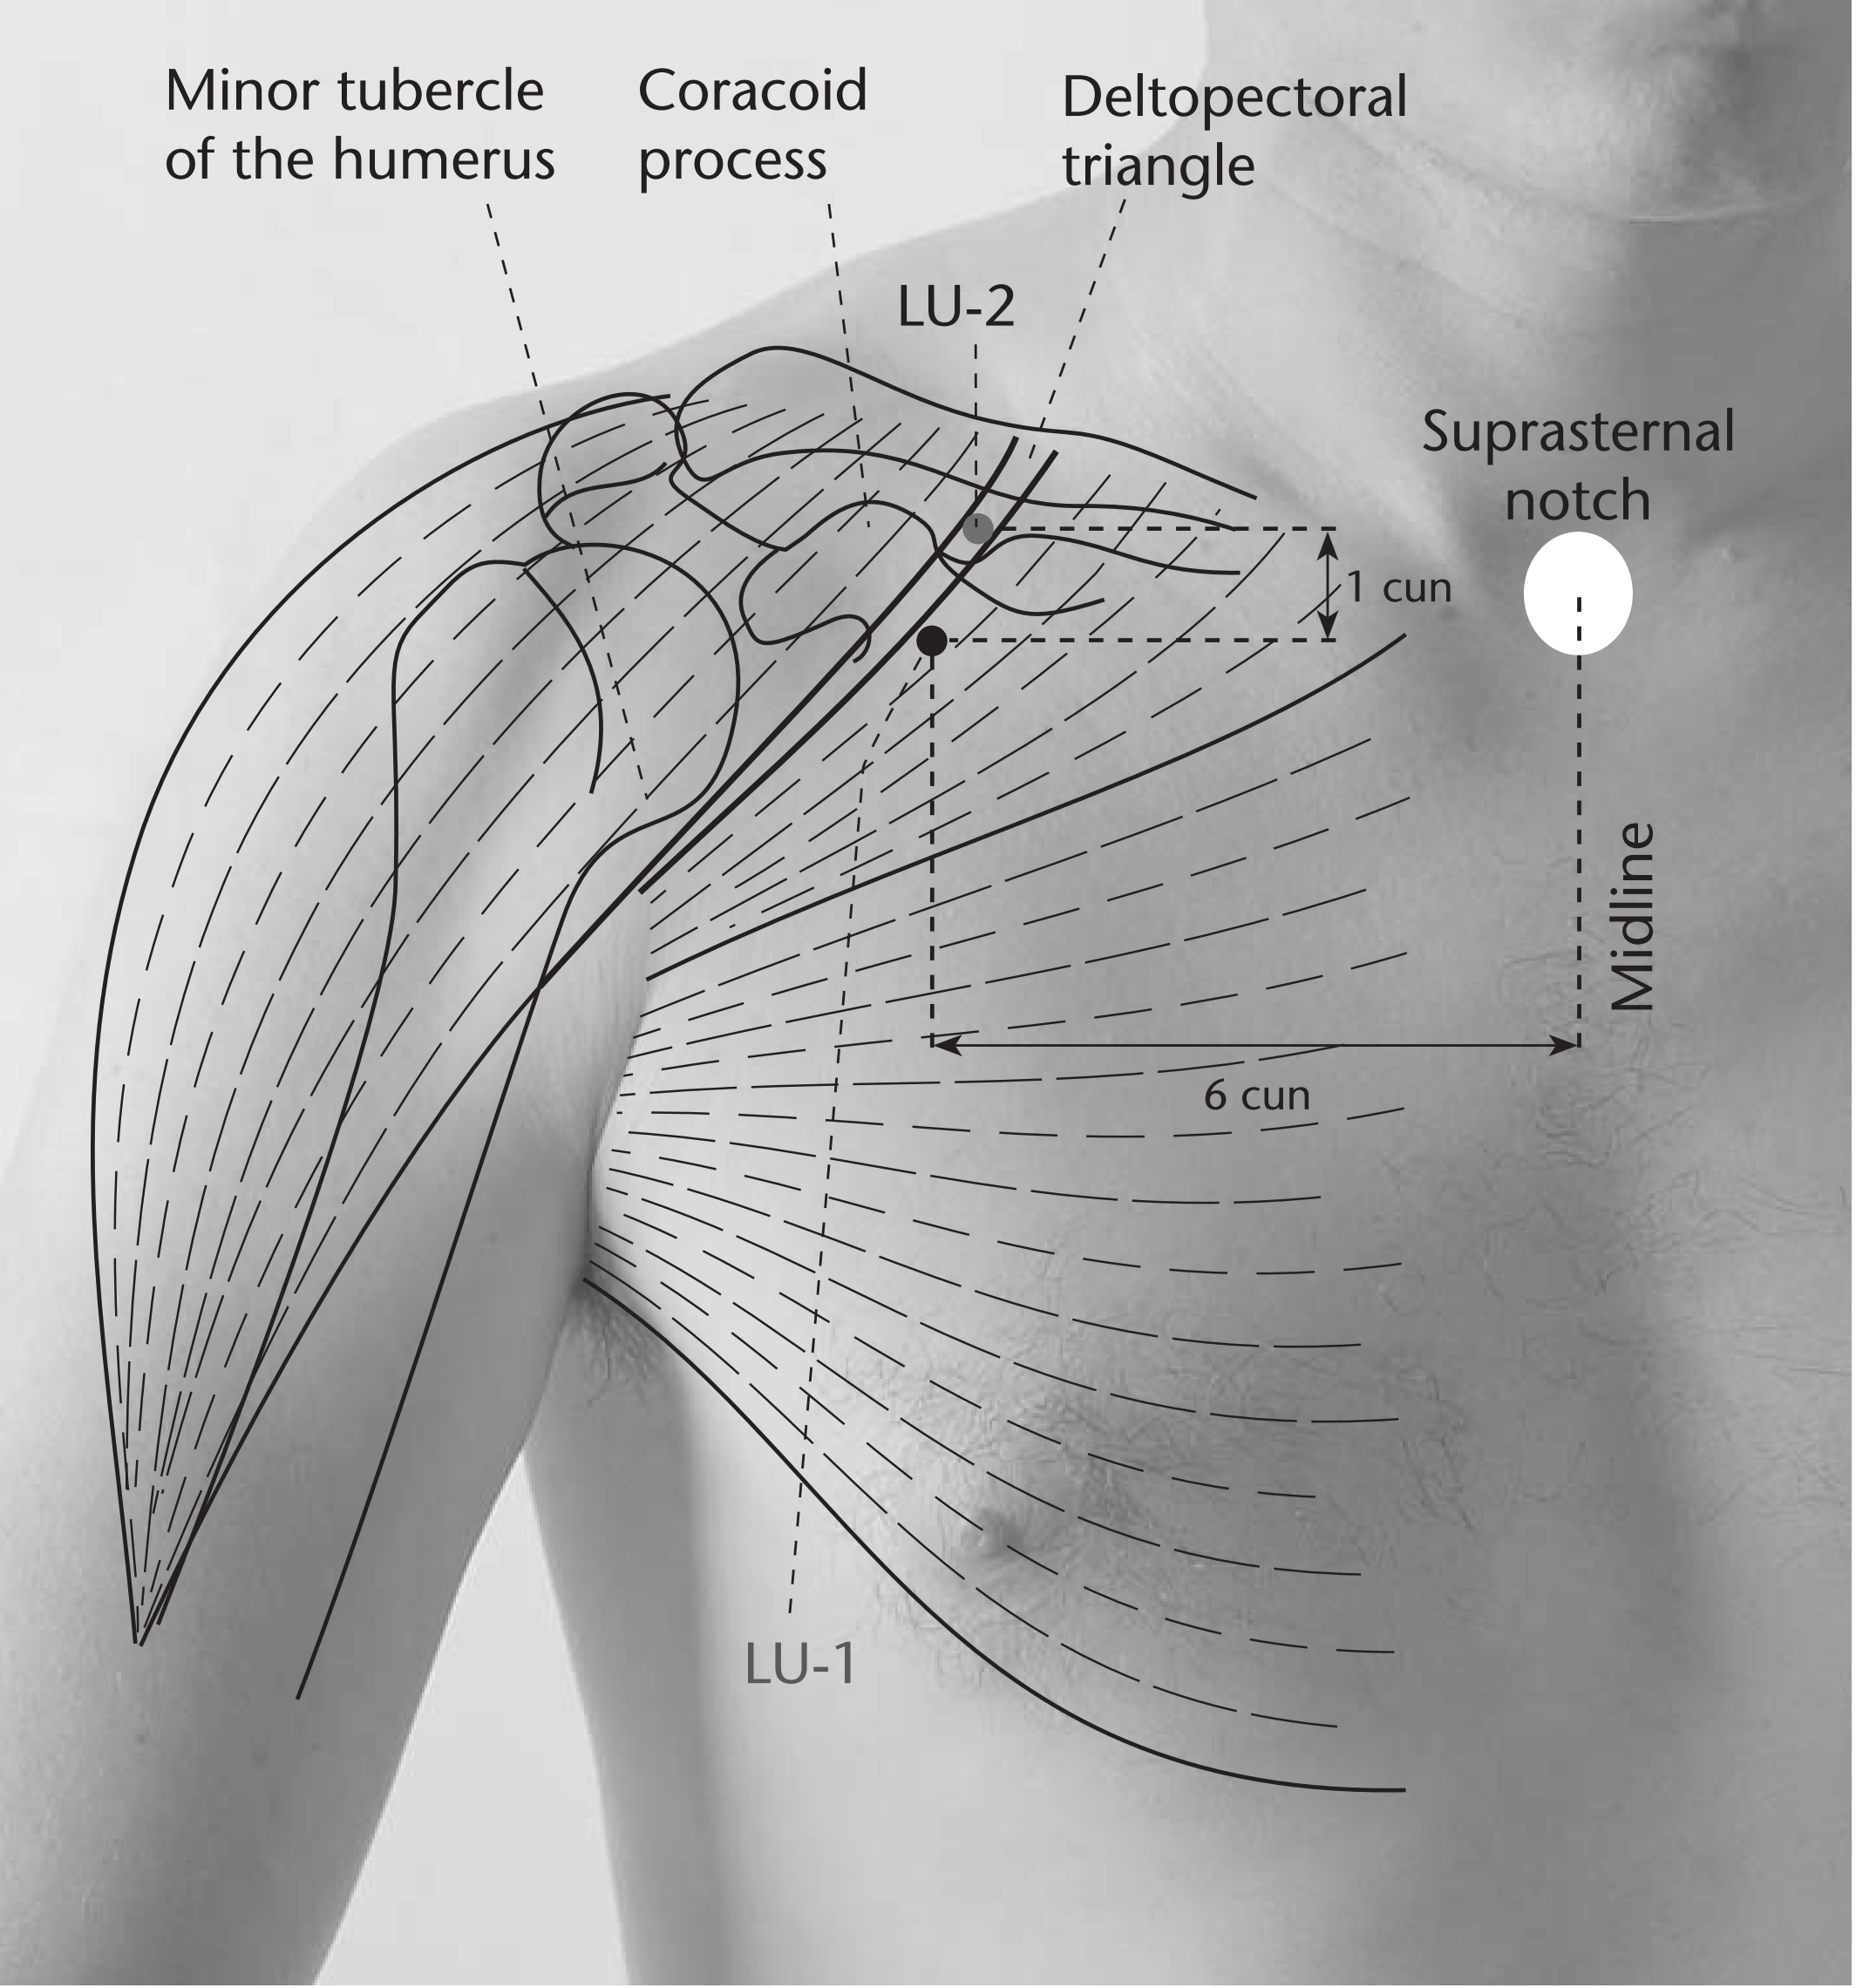 Minor tubercle
of the humerus
Coracoid
process
Deltopectoral
triangle
LU-2
Suprasternal
notch
1 cun
Midline
6 cun
LU-1